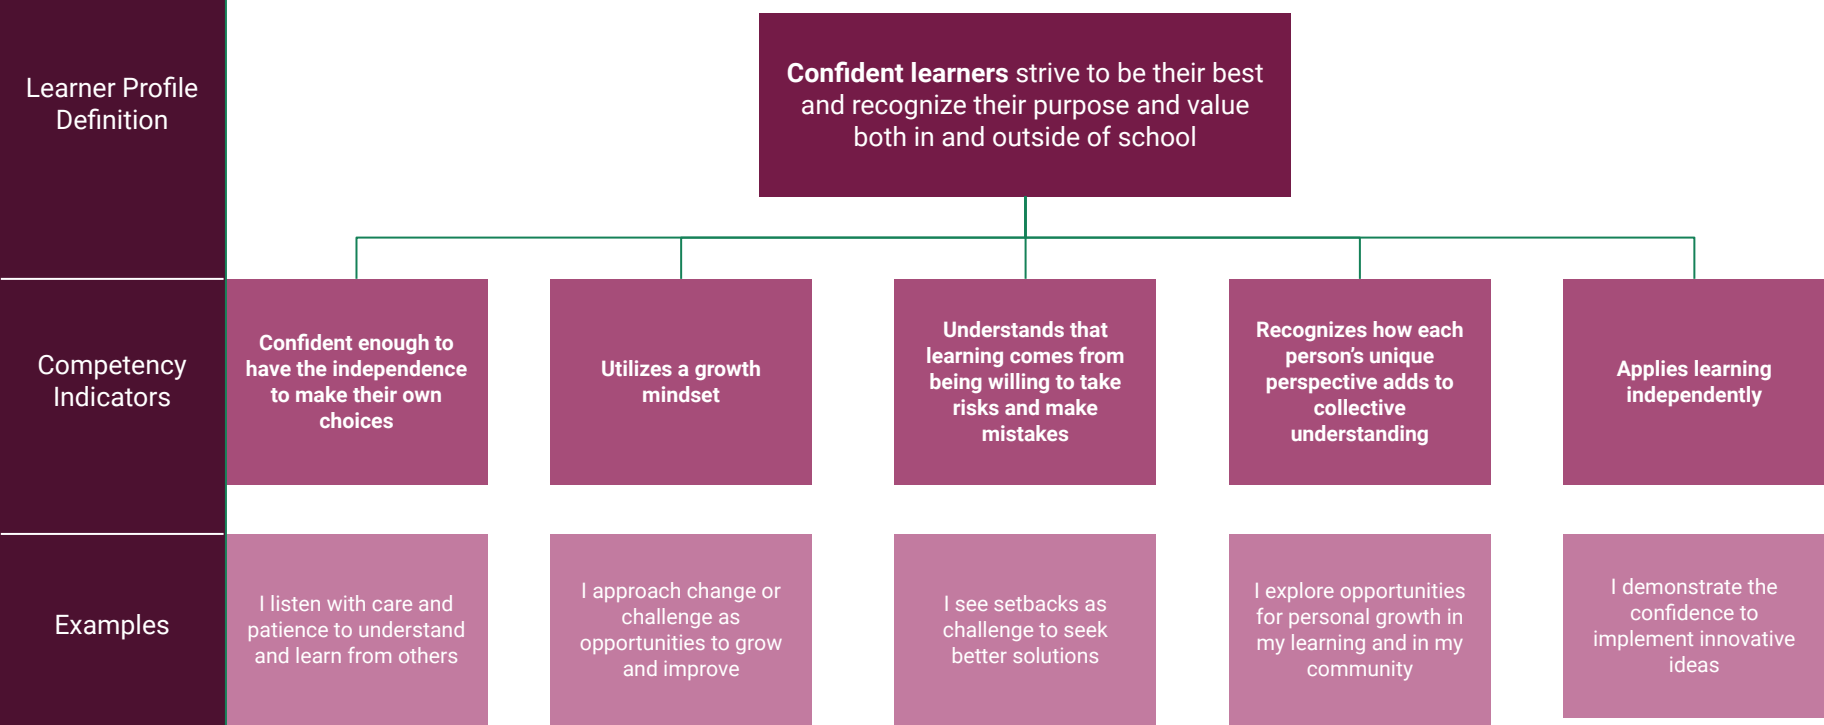 Learner Profile
Definition
Confident learners strive to be their best
and recognize their purpose and value
both in and outside of school
Competency
Indicators
Confident enough to
have the independence
to make their own
choices
Utilizes a growth
mindset
Understands that
learning comes from
being willing to take
risks and make
mistakes
Recognizes how each
person's unique
perspective adds to
collective
understanding
Applies learning
independently
Examples
I listen with care and
patience to understand
and learn from others
I approach change or
challenge as
opportunities to grow
and improve
I see setbacks as
challenge to seek
better solutions
I explore opportunities
for personal growth in
my learning and in my
community
I demonstrate the
confidence to
implement innovative
ideas